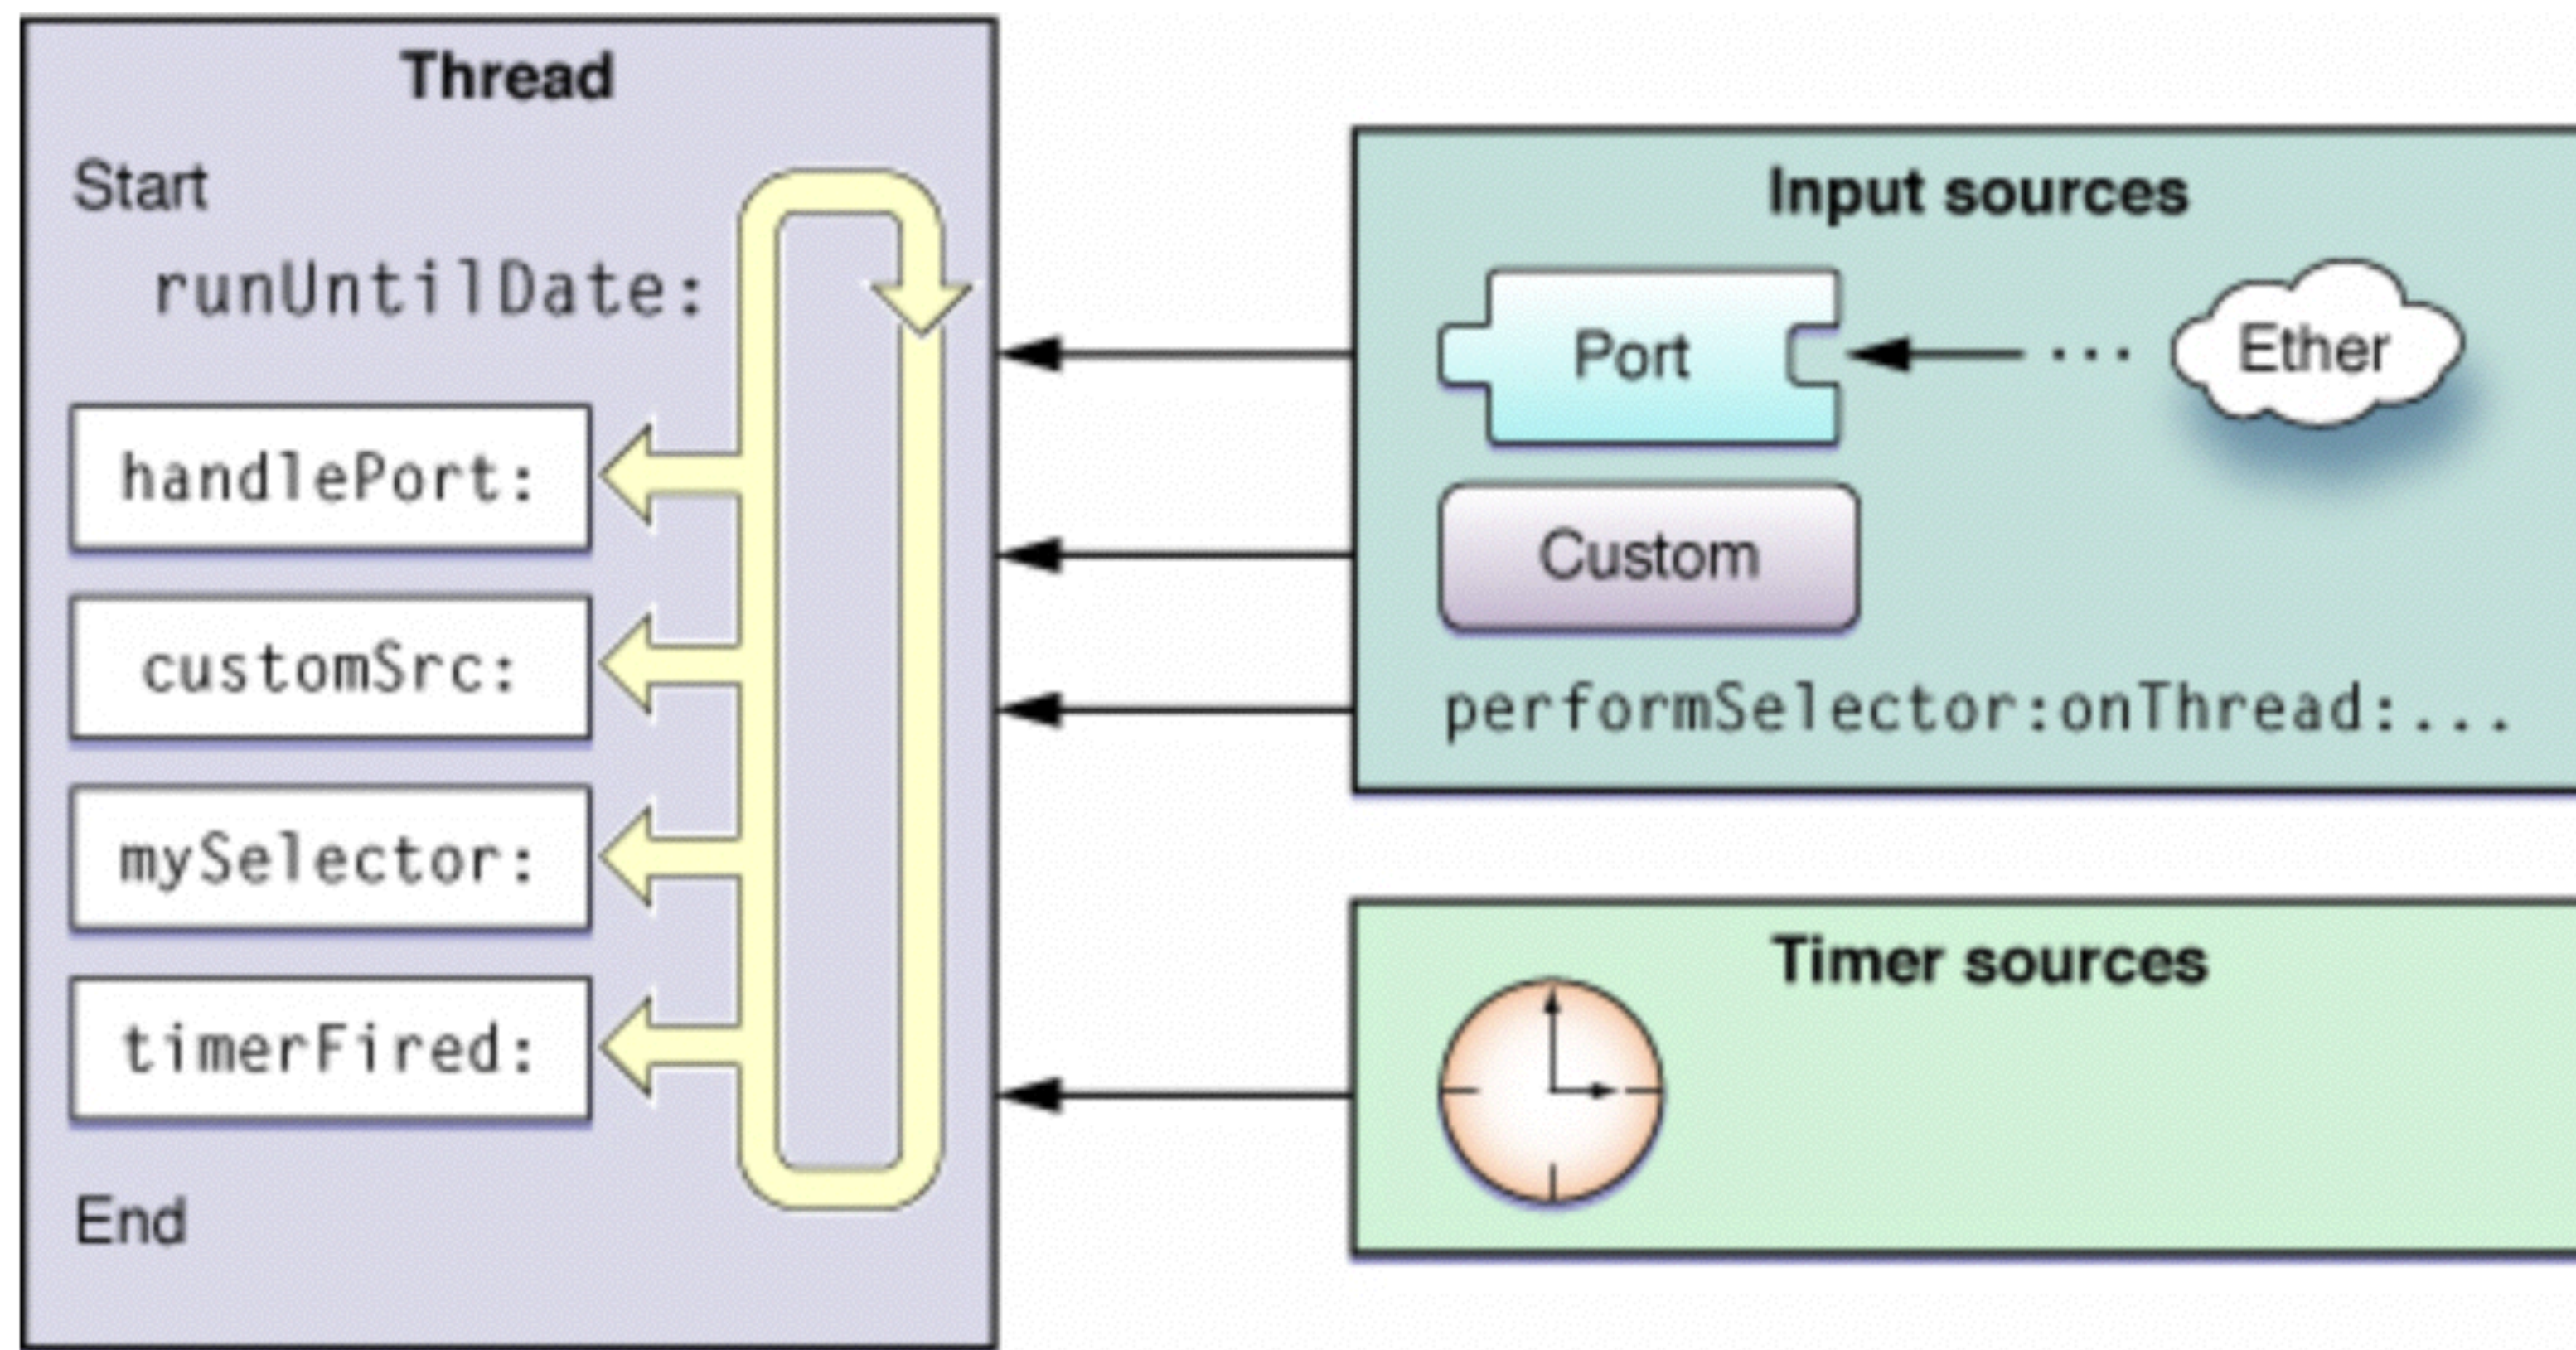 Thread
Start
runUntilDate:
handlePort:
customSrc:
mySelector:
timerFired:
End
Input sources
Port
Ether
Custom
performSelector:onThread:...
Timer sources